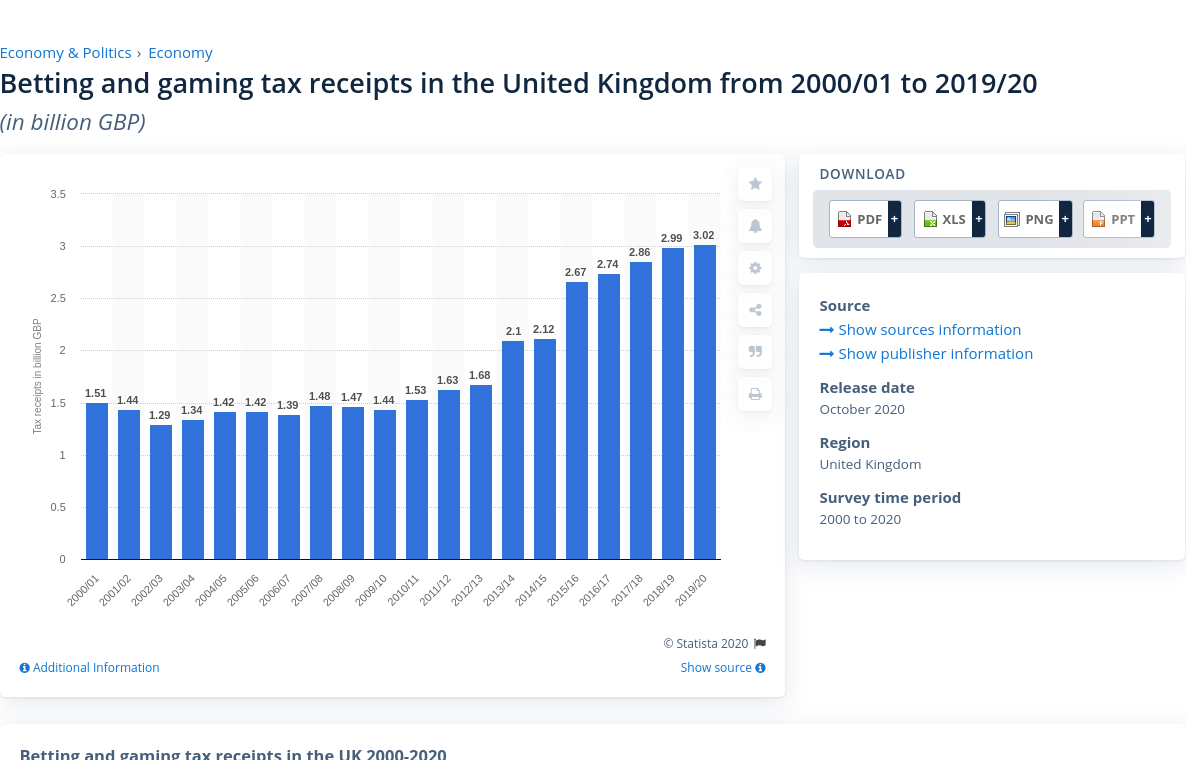 Economy & Politics › Economy
Betting and gaming tax receipts in the United Kingdom from 2000/01 to 2019/20
(in billion GBP)
Tax receipts in billion GBP
3.5
3
2.5
2
1.5
1
0.5
0
1.51
1.44
1.29
1.34
1.42
1.42
1.39
1.48
1.47
1.44
1.53
1.63
1.68
2.1
2.12
2.67
2.74
2.86
2.99
3.02
2000/01
2001/02
2002/03
2003/04
2004/05
2005/06
2006/07
2007/08
2008/09
2009/10
2010/11
2011/12
2012/13
2013/14
2014/15
2015/16
2016/17
2017/18
2018/19
2019/20
© Statista 2020
Additional Information
Show source
DOWNLOAD
PDF + XLS + PNG + PPT +
Source
Show sources information
Show publisher information
Release date
October 2020
Region
United Kingdom
Survey time period
2000 to 2020
Betting and gaming tax receipts in the UK 2000-2020